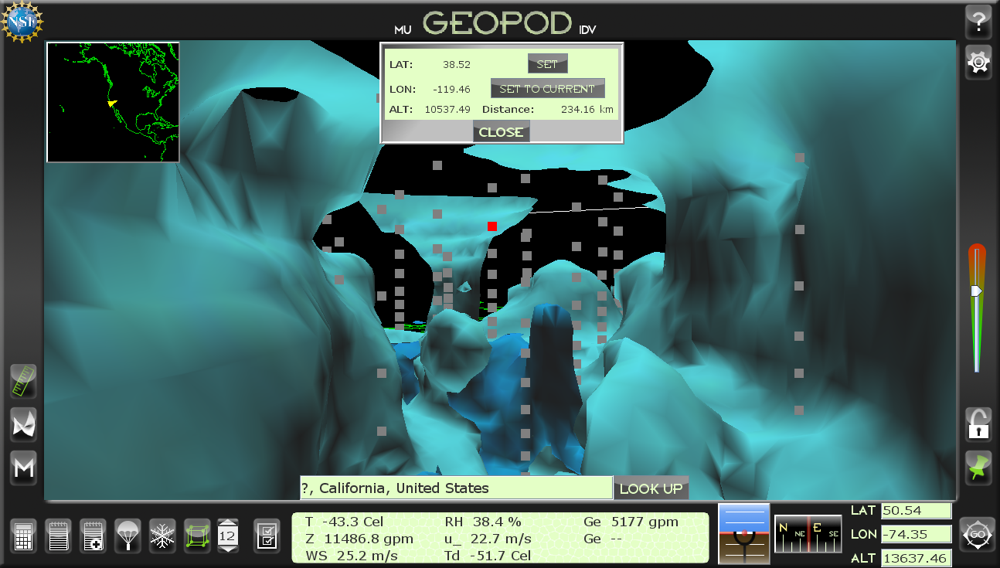 NSF
MU GEOPOD IDV
?
LAT: 38.52 SET
LON: -119.46 SET TO CURRENT
ALT: 10537.49 Distance: 234.16 km
CLOSE
M
?, California, United States LOOK UP
12
T -43.3 Cel RH 38.4 % Ge 5177 gpm
Z 11486.8 gpm u_ 22.7 m/s Ge --
WS 25.2 m/s Td -51.7 Cel
N NE E SE
LAT 50.54
LON -74.35
ALT 13637.46
GO